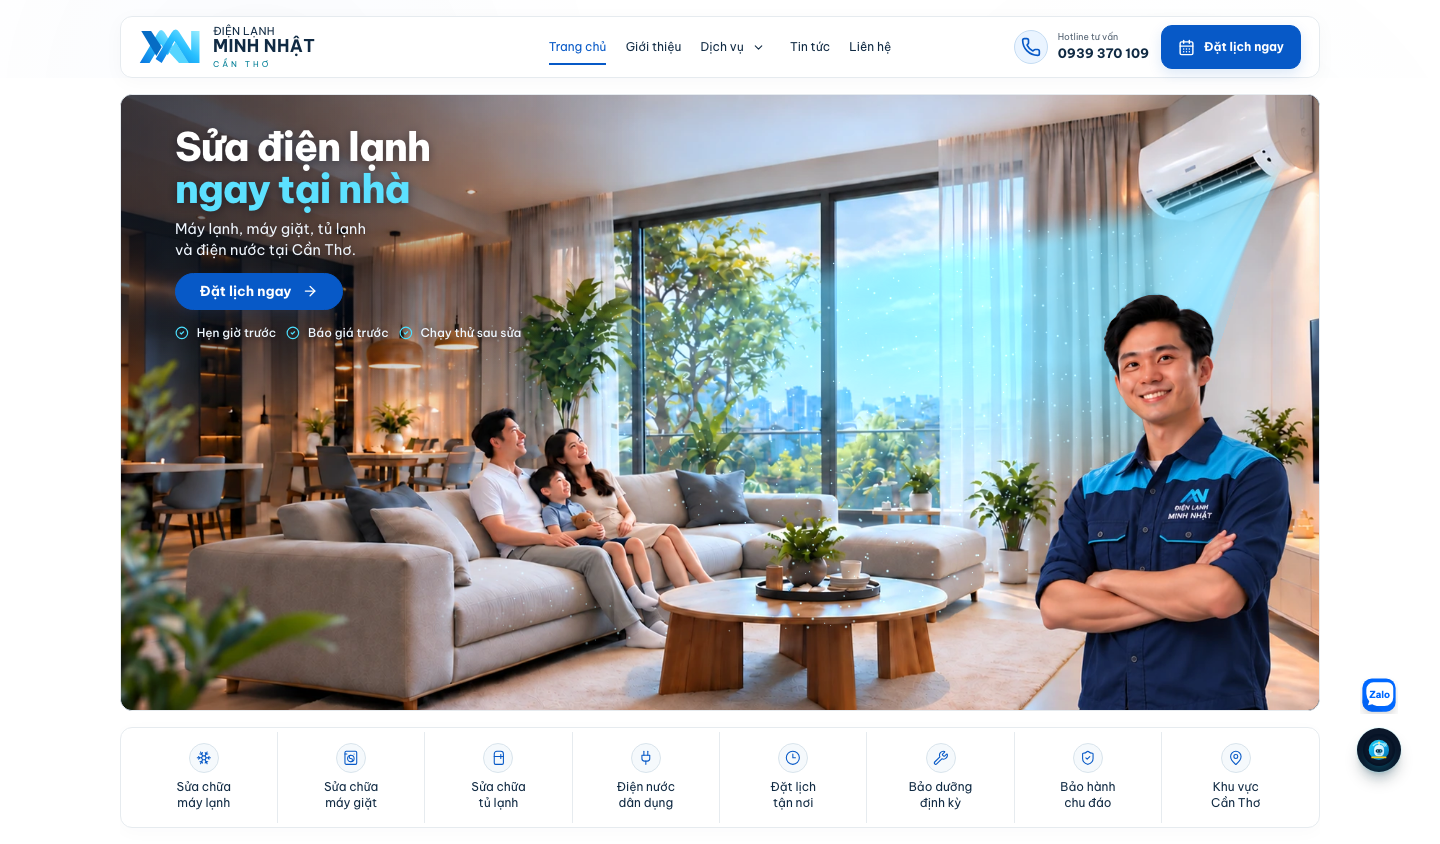 ĐIỆN LẠNH
MINH NHẬT
CẦN THƠ
Trang chủ
Giới thiệu
Dịch vụ
Tin tức
Liên hệ
Hotline tư vấn
0939 370 109
Đặt lịch ngay
Sửa điện lạnh
ngay tại nhà
Máy lạnh, máy giặt, tủ lạnh
và điện nước tại Cần Thơ.
Đặt lịch ngay
Hẹn giờ trước
Báo giá trước
Chạy thử sau sửa
ĐIỆN LẠNH
MINH NHẬT
Zalo
Sửa chữa
máy lạnh
Sửa chữa
máy giặt
Sửa chữa
tủ lạnh
Điện nước
dân dụng
Đặt lịch
tận nơi
Bảo dưỡng
định kỳ
Bảo hành
chu đáo
Khu vực
Cần Thơ